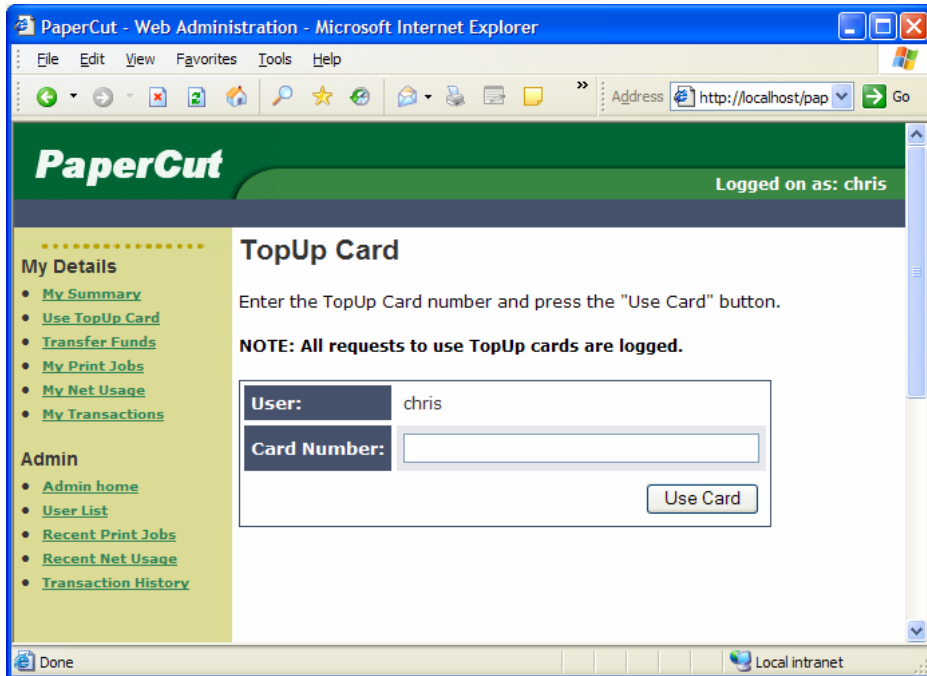 PaperCut - Web Administration - Microsoft Internet Explorer
File Edit View Favorites Tools Help
» Address http://localhost/pap Go
PaperCut
Logged on as: chris
My Details
My Summary
Use TopUp Card
Transfer Funds
My Print Jobs
My Net Usage
My Transactions
Admin
Admin home
User List
Recent Print Jobs
Recent Net Usage
Transaction History
TopUp Card
Enter the TopUp Card number and press the "Use Card" button.
NOTE: All requests to use TopUp cards are logged.
User: chris
Card Number:
Use Card
Done Local intranet